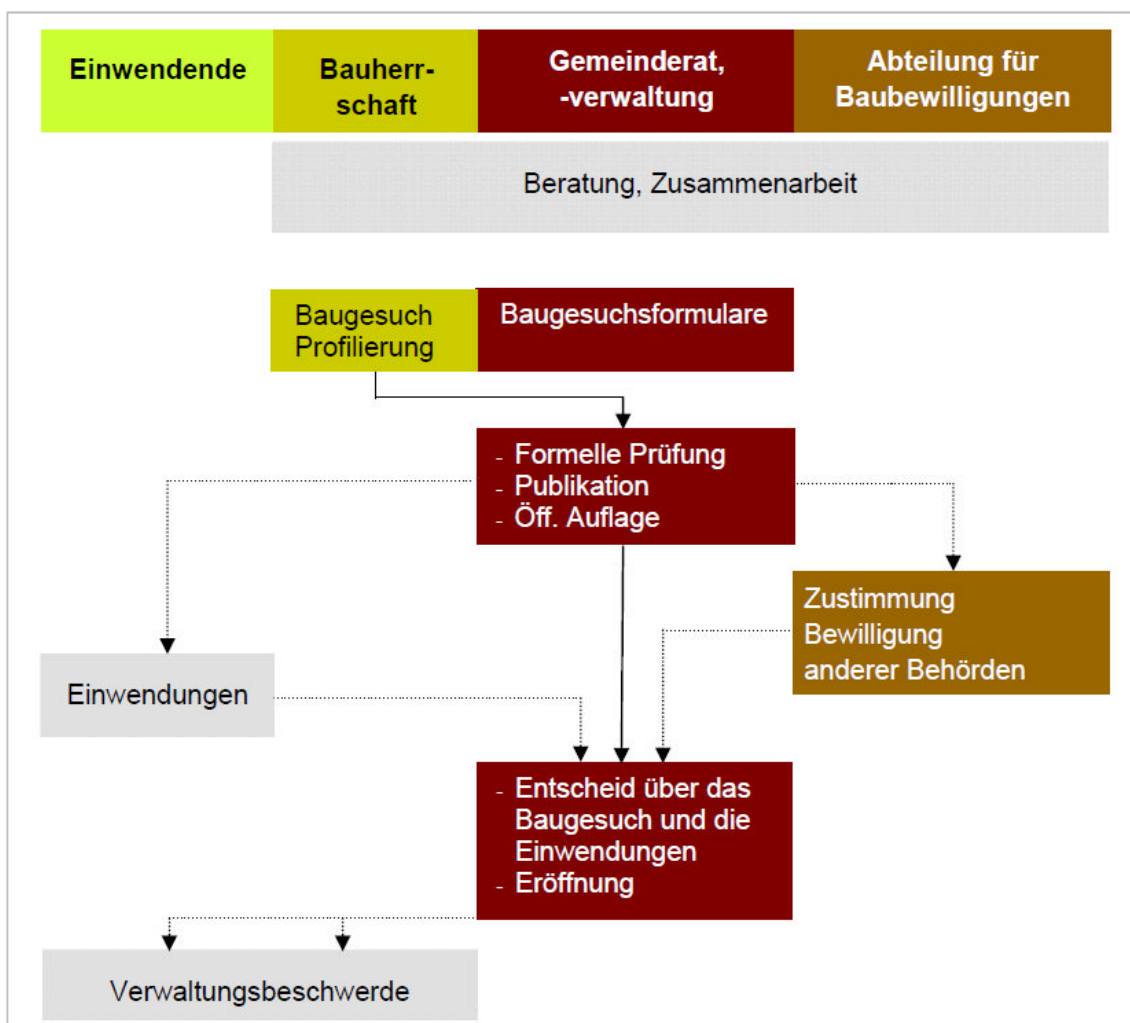 Einwendende
Bauherr-
schaft
Gemeinderat,
-verwaltung
Abteilung für
Baubewilligungen
Beratung, Zusammenarbeit
Baugesuch
Profilierung
Baugesuchsformulare
- Formelle Prüfung
- Publikation
- Öff. Auflage
Zustimmung
Bewilligung
anderer Behörden
Einwendungen
- Entscheid über das
Baugesuch und die
Einwendungen
- Eröffnung
Verwaltungsbeschwerde